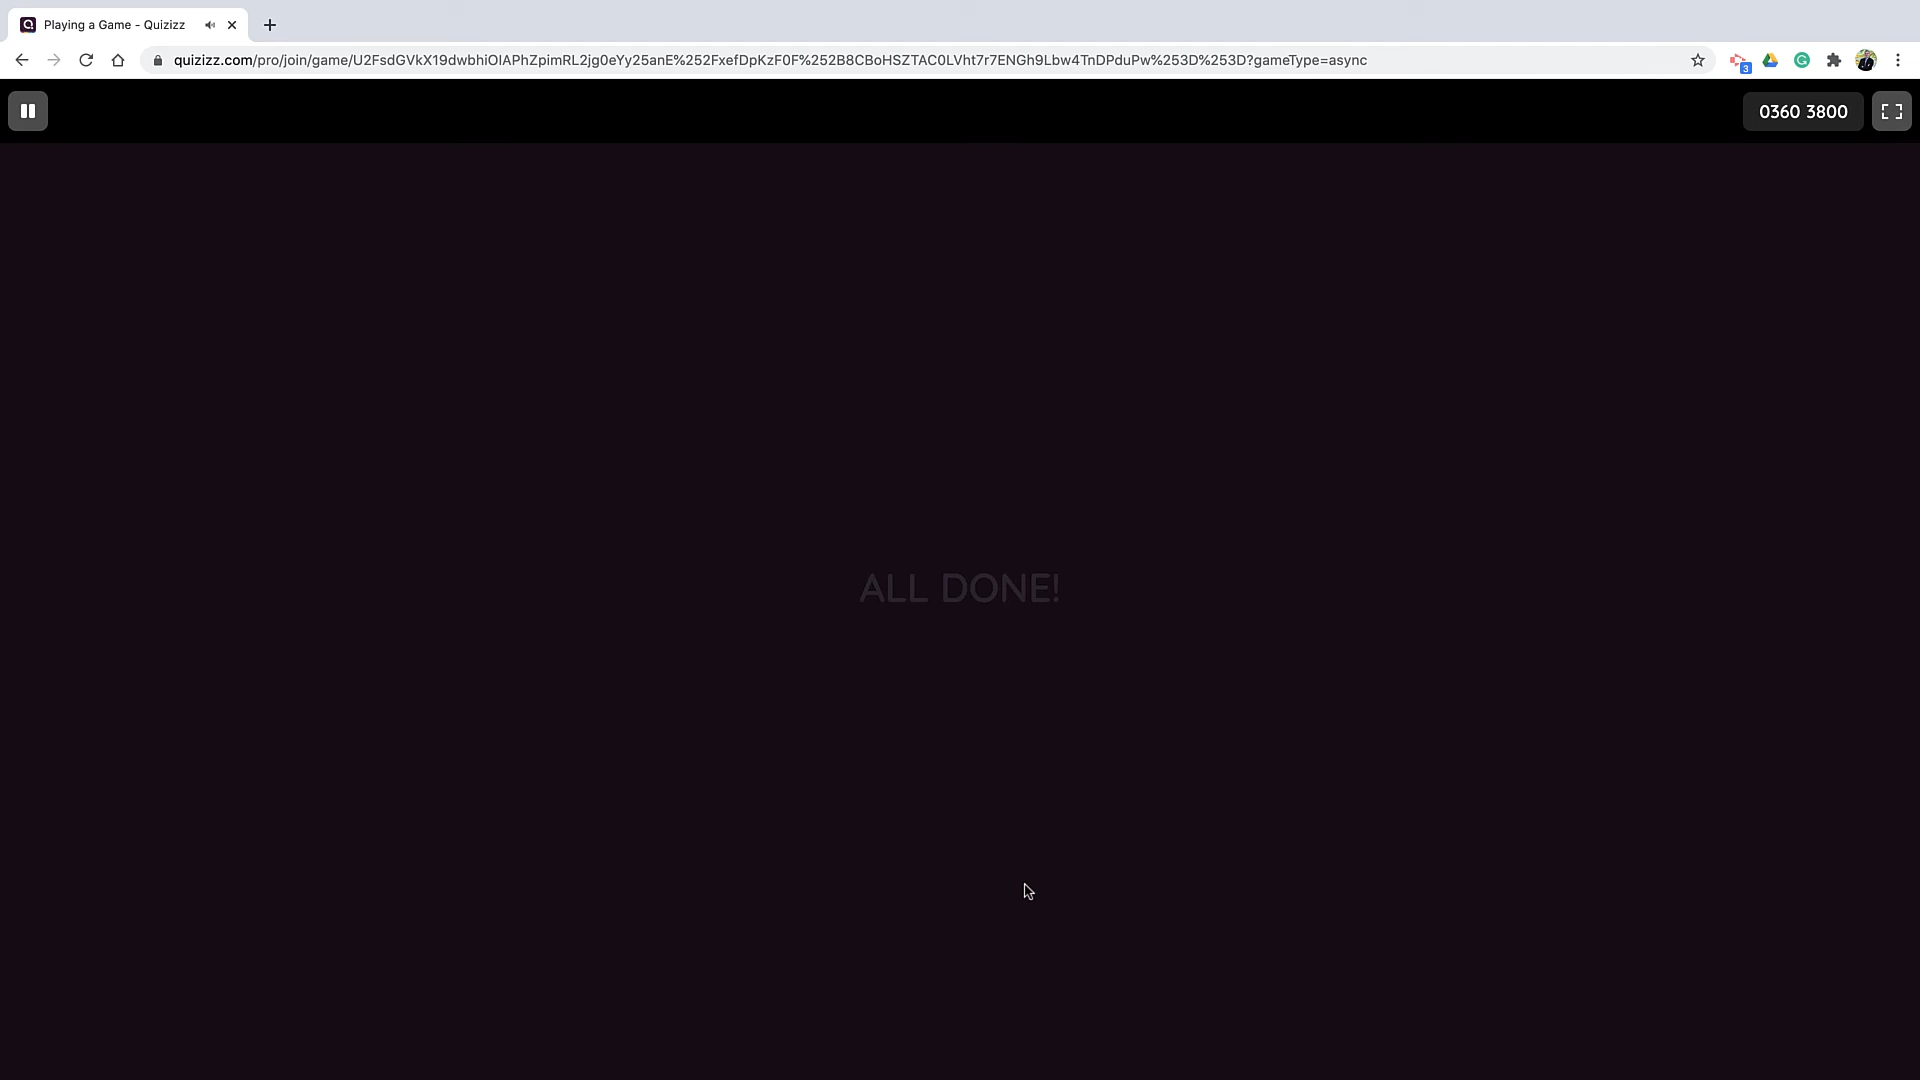 Playing a Game - Quizizz
quizizz.com/pro/join/game/U2FsdGVkX19dwbhiOIAPhZpimRL2jg0eYy25anE%252FxefDpKzF0F%252B8CBoHSZTAC0LVht7r7ENGh9Lbw4TnDPduPw%253D%253D?gameType=async
3
0360 3800
ALL DONE!